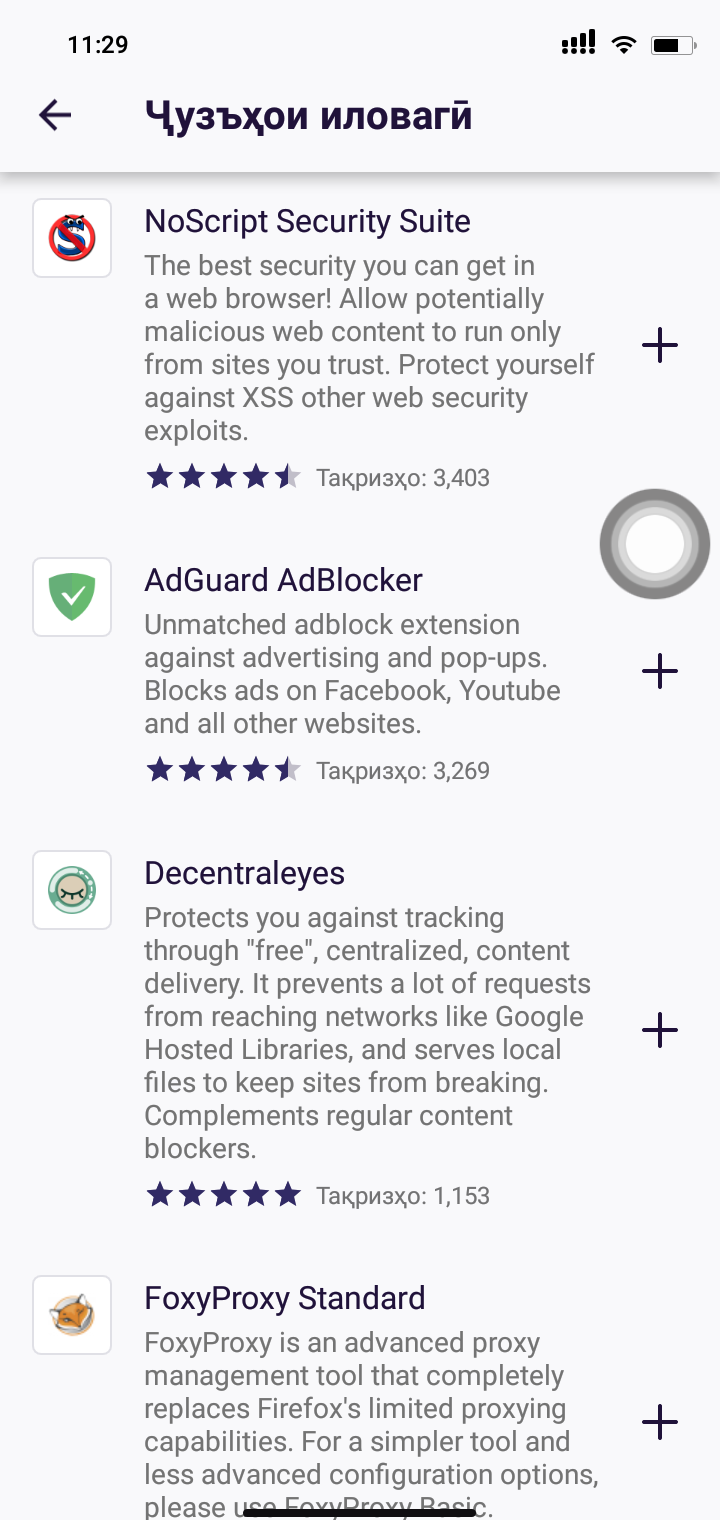 11:29
Ҷузъҳои иловагӣ
NoScript Security Suite
The best security you can get in
a web browser! Allow potentially
malicious web content to run only
from sites you trust. Protect yourself
against XSS other web security
exploits.
Тақризҳо: 3,403
AdGuard AdBlocker
Unmatched adblock extension
against advertising and pop-ups.
Blocks ads on Facebook, Youtube
and all other websites.
Тақризҳо: 3,269
Decentraleyes
Protects you against tracking
through "free", centralized, content
delivery. It prevents a lot of requests
from reaching networks like Google
Hosted Libraries, and serves local
files to keep sites from breaking.
Complements regular content
blockers.
Тақризҳо: 1,153
FoxyProxy Standard
FoxyProxy is an advanced proxy
management tool that completely
replaces Firefox's limited proxying
capabilities. For a simpler tool and
less advanced configuration options,
please use FoxyProxy Basic.